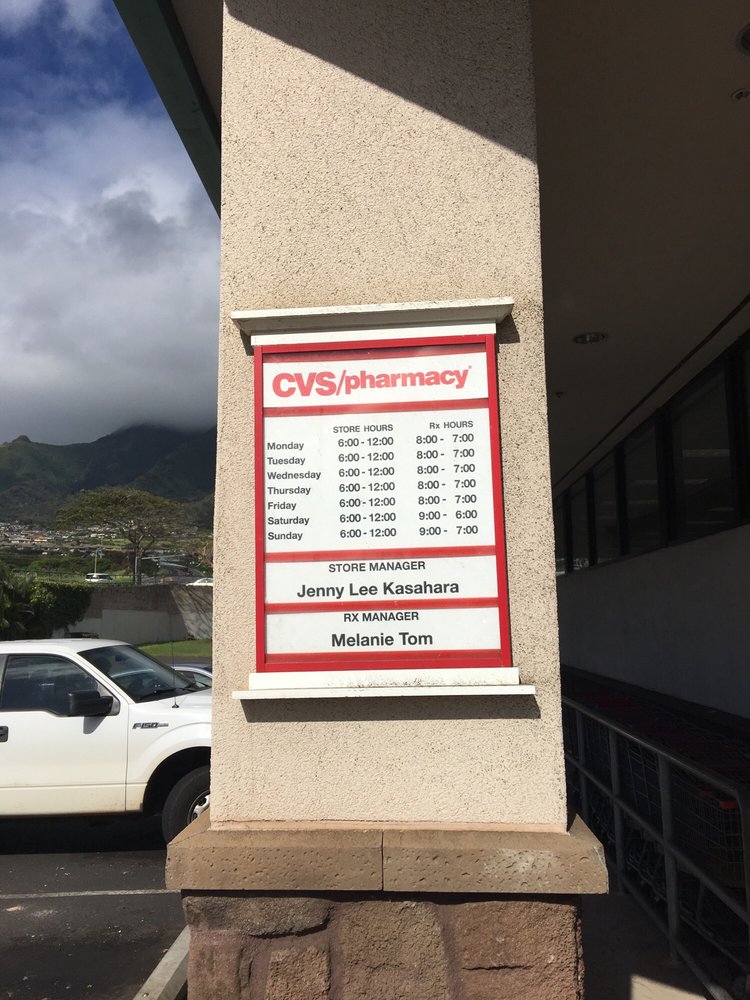 CVS/pharmacy®
STORE HOURS Rx HOURS
Monday 6:00 - 12:00 8:00 - 7:00
Tuesday 6:00 - 12:00 8:00 - 7:00
Wednesday 6:00 - 12:00 8:00 - 7:00
Thursday 6:00 - 12:00 8:00 - 7:00
Friday 6:00 - 12:00 8:00 - 7:00
Saturday 6:00 - 12:00 9:00 - 6:00
Sunday 6:00 - 12:00 9:00 - 7:00
STORE MANAGER
Jenny Lee Kasahara
RX MANAGER
Melanie Tom
F150